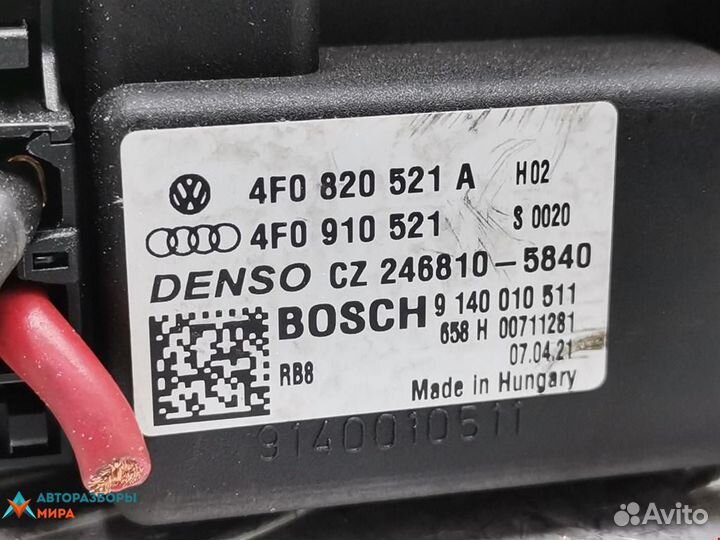 4F0 820 521 A H02
4F0 910 521 S 0020
DENSO CZ 246810-5840
BOSCH 9 140 010 511
658 H 00711281
RB8 07.04.21
Made in Hungary
9140010511
АВТОРАЗБОРЫ
МИРА
Avito